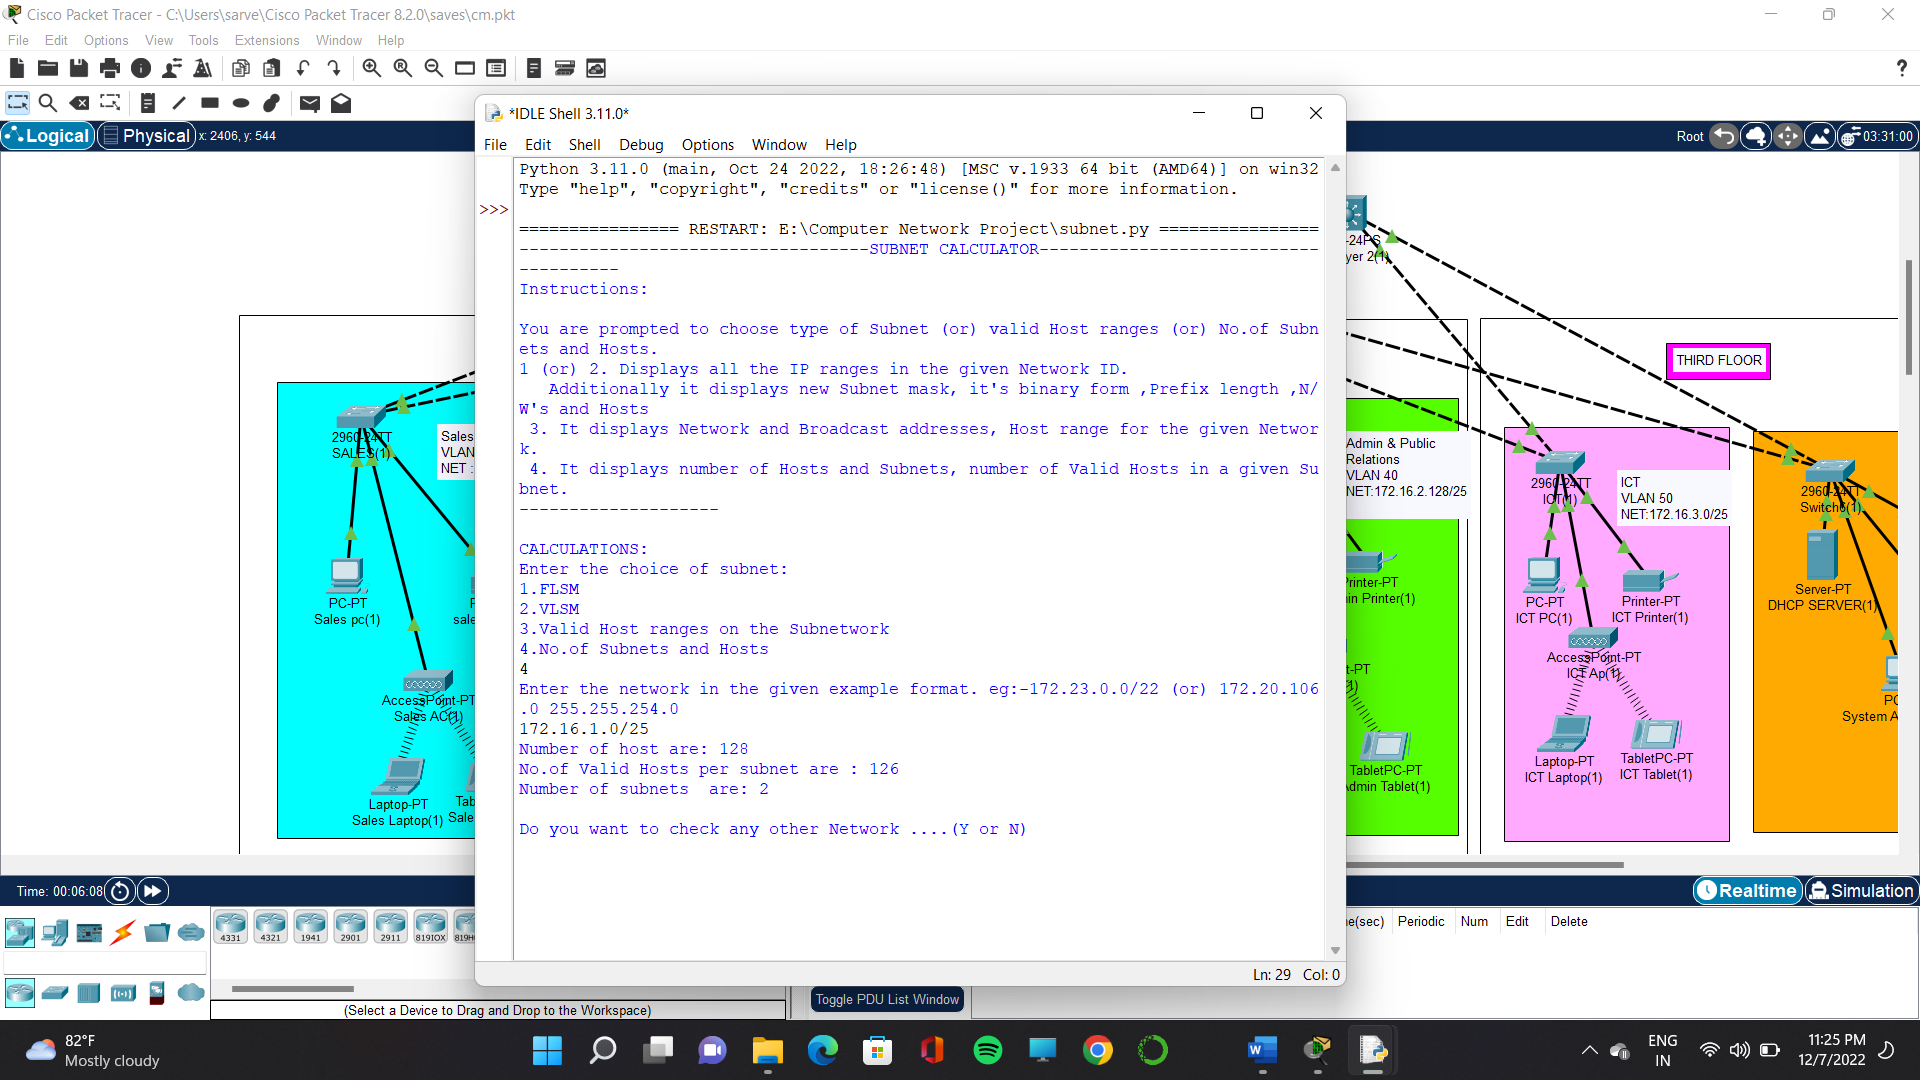 Cisco Packet Tracer - C:\Users\sarve\Cisco Packet Tracer 8.2.0\saves\cm.pkt
File Edit Options View Tools Extensions Window Help
Logical Physical x: 2406, y: 544
Root 03:31:00
*IDLE Shell 3.11.0*
File Edit Shell Debug Options Window Help
Python 3.11.0 (main, Oct 24 2022, 18:26:48) [MSC v.1933 64 bit (AMD64)] on win32
Type "help", "copyright", "credits" or "license()" for more information.
>>>
================ RESTART: E:\Computer Network Project\subnet.py ================
-----------------------------------SUBNET CALCULATOR----------------------------
----------
Instructions:
You are prompted to choose type of Subnet (or) valid Host ranges (or) No.of Subn
ets and Hosts.
1 (or) 2. Displays all the IP ranges in the given Network ID.
Additionally it displays new Subnet mask, it's binary form ,Prefix length ,N/
W's and Hosts
3. It displays Network and Broadcast addresses, Host range for the given Networ
k.
4. It displays number of Hosts and Subnets, number of Valid Hosts in a given Su
bnet.
--------------------
CALCULATIONS:
Enter the choice of subnet:
1.FLSM
2.VLSM
3.Valid Host ranges on the Subnetwork
4.No.of Subnets and Hosts
4
Enter the network in the given example format. eg:-172.23.0.0/22 (or) 172.20.106
.0 255.255.254.0
172.16.1.0/25
Number of host are: 128
No.of Valid Hosts per subnet are : 126
Number of subnets  are: 2
Do you want to check any other Network ....(Y or N)
Ln: 29 Col: 0
2960-24TT
SALES(1)
Sales
VLAN
NET :
PC-PT
Sales pc(1)
sale
AccessPoint-PT
Sales AC(1)
Laptop-PT
Sales Laptop(1)
Tab
Sale
-24PS
yer 2(1)
THIRD FLOOR
Admin & Public
Relations
VLAN 40
NET:172.16.2.128/25
Printer-PT
in Printer(1)
t-PT
TabletPC-PT
Admin Tablet(1)
2960-24TT
ICT(1)
ICT
VLAN 50
NET:172.16.3.0/25
PC-PT
ICT PC(1)
Printer-PT
ICT Printer(1)
AccessPoint-PT
ICT Ap(1)
Laptop-PT
ICT Laptop(1)
TabletPC-PT
ICT Tablet(1)
2960-24TT
Switch6(1)
Server-PT
DHCP SERVER(1)
PC
System A
Time: 00:06:08
Realtime Simulation
4331 4321 1941 2901 2911 819IOX 819H
(Select a Device to Drag and Drop to the Workspace)
Toggle PDU List Window
e(sec) Periodic Num Edit Delete
82°F
Mostly cloudy
ENG
IN
11:25 PM
12/7/2022